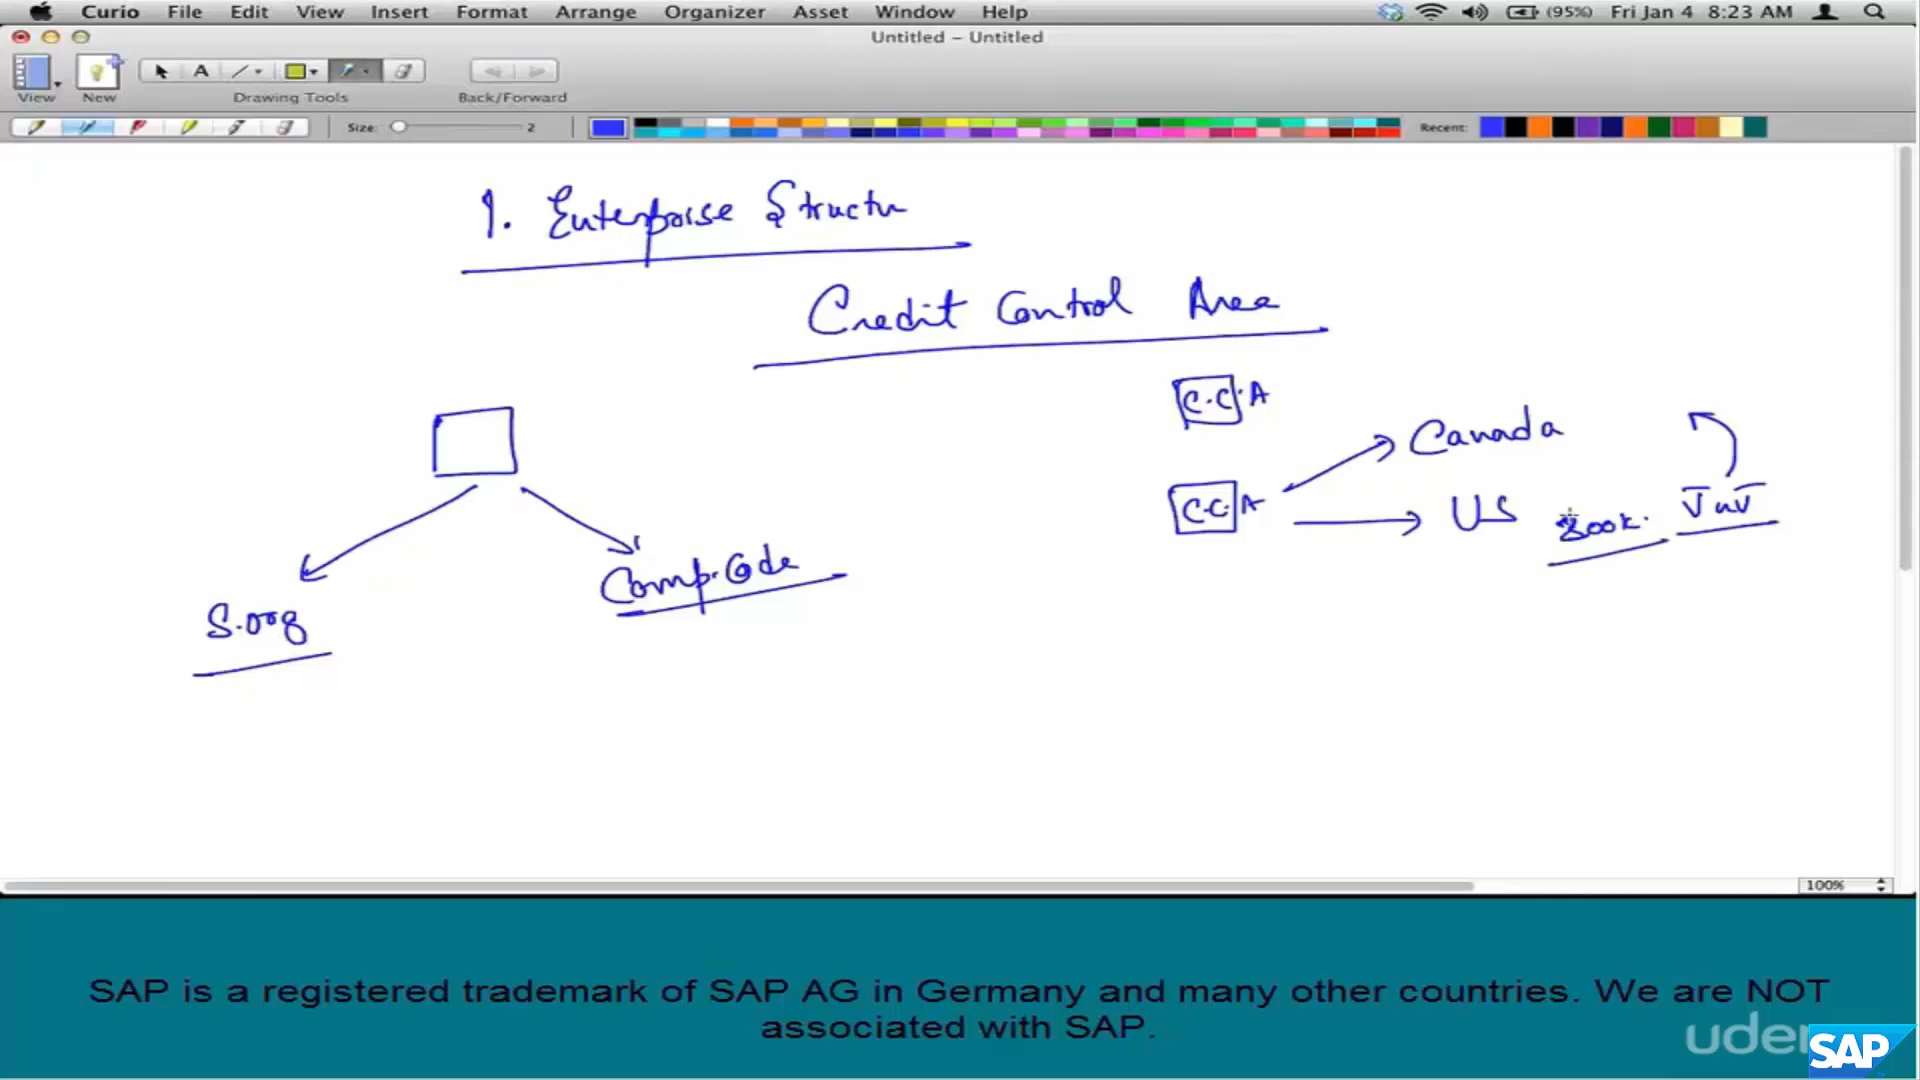 Curio File Edit View Insert Format Arrange Organizer Asset Window Help (95%) Fri Jan 4 8:23 AM
Untitled – Untitled
View New Drawing Tools Back/Forward
Size: 2 Recent:
1. Enterprise Structu
Credit Control Area
C.C.A
Canada
C.C.A US
Comp.Code
S.org
100%
SAP is a registered trademark of SAP AG in Germany and many other countries. We are NOT
associated with SAP.
SAP